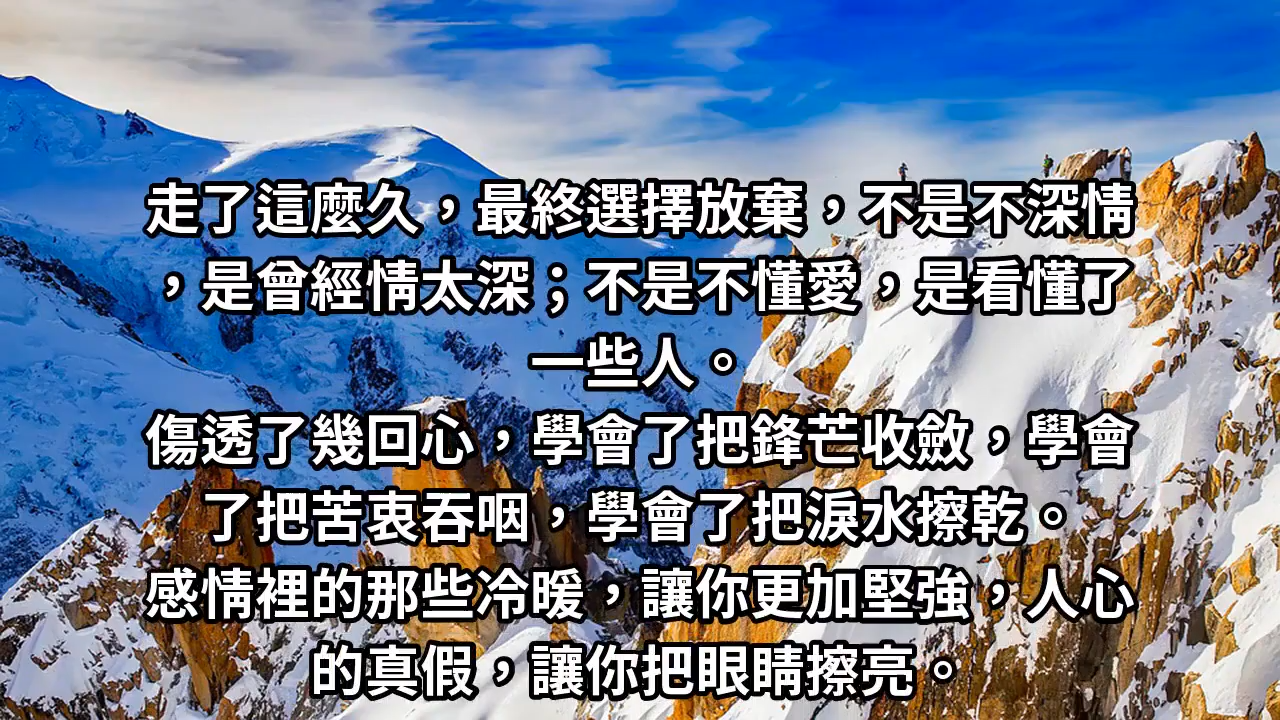 走了這麼久，最終選擇放棄，不是不深情
，是曾經情太深；不是不懂愛，是看懂了
一些人。
傷透了幾回心，學會了把鋒芒收斂，學會
了把苦衷吞咽，學會了把淚水擦乾。
感情裡的那些冷暖，讓你更加堅強，人心
的真假，讓你把眼睛擦亮。